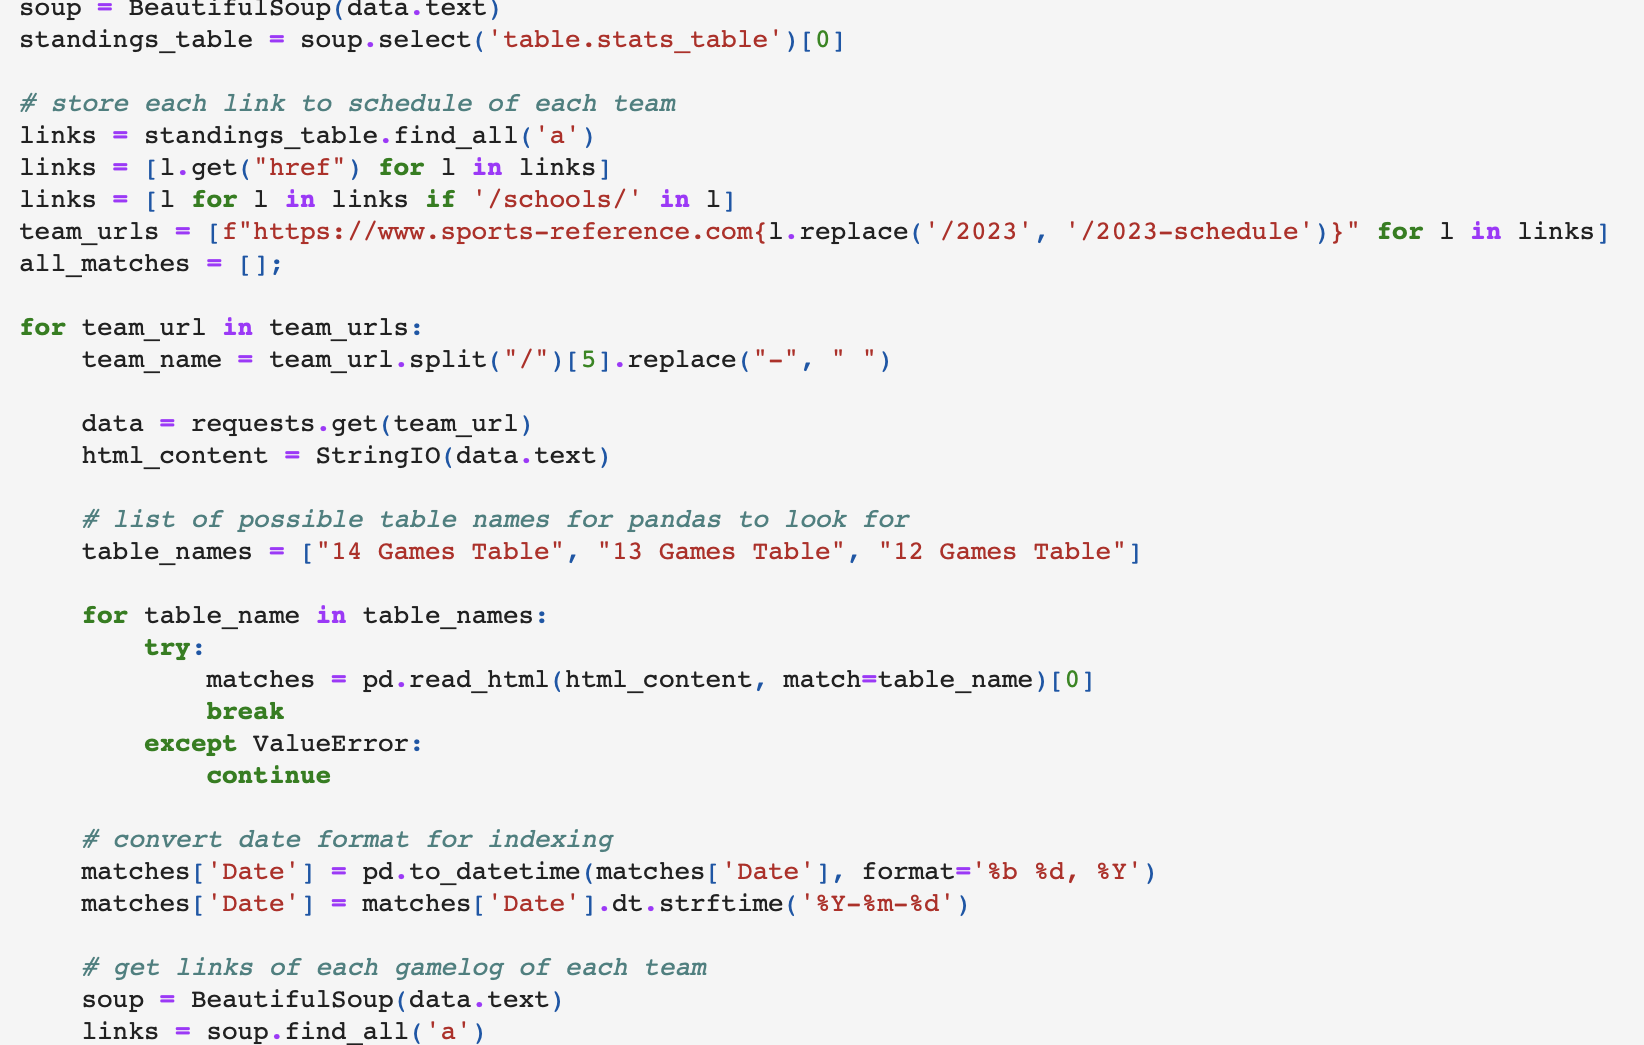 soup = BeautifulSoup(data.text)
standings_table = soup.select('table.stats_table')[0]
# store each link to schedule of each team
links = standings_table.find_all('a')
links = [l.get("href") for l in links]
links = [l for l in links if '/schools/' in l]
team_urls = [f"https://www.sports-reference.com{l.replace('/2023', '/2023-schedule')}" for l in links]
all_matches = [];
for team_url in team_urls:
    team_name = team_url.split("/")[5].replace("-", " ")
    data = requests.get(team_url)
    html_content = StringIO(data.text)
    # list of possible table names for pandas to look for
    table_names = ["14 Games Table", "13 Games Table", "12 Games Table"]
    for table_name in table_names:
        try:
            matches = pd.read_html(html_content, match=table_name)[0]
            break
        except ValueError:
            continue
    # convert date format for indexing
    matches['Date'] = pd.to_datetime(matches['Date'], format='%b %d, %Y')
    matches['Date'] = matches['Date'].dt.strftime('%Y-%m-%d')
    # get links of each gamelog of each team
    soup = BeautifulSoup(data.text)
    links = soup.find_all('a')